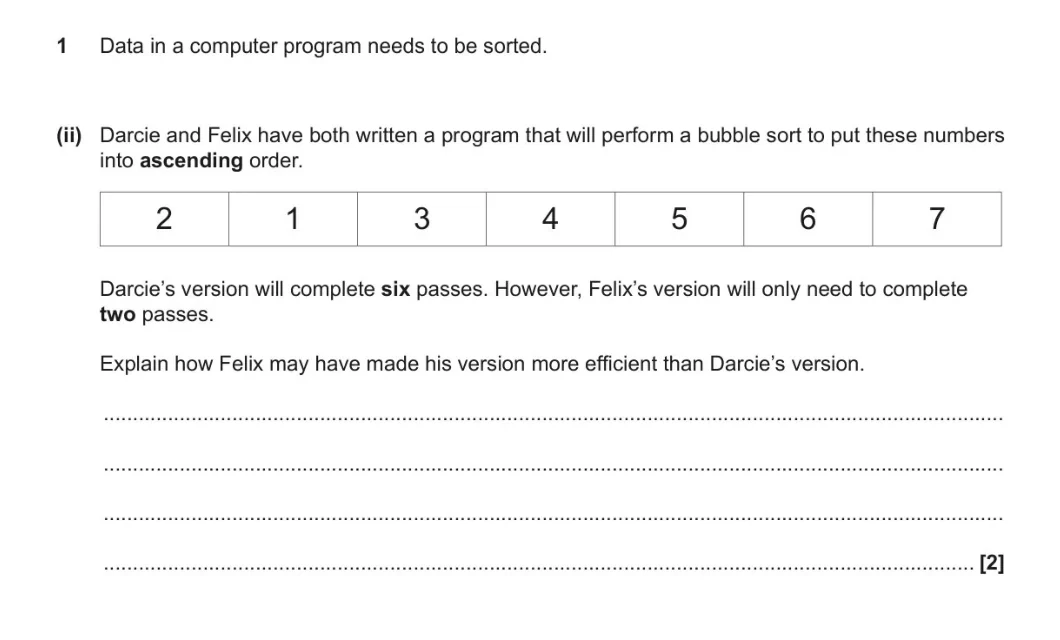 1 Data in a computer program needs to be sorted.
(ii) Darcie and Felix have both written a program that will perform a bubble sort to put these numbers
into ascending order.
2 1 3 4 5 6 7
Darcie's version will complete six passes. However, Felix's version will only need to complete
two passes.
Explain how Felix may have made his version more efficient than Darcie's version.
[2]